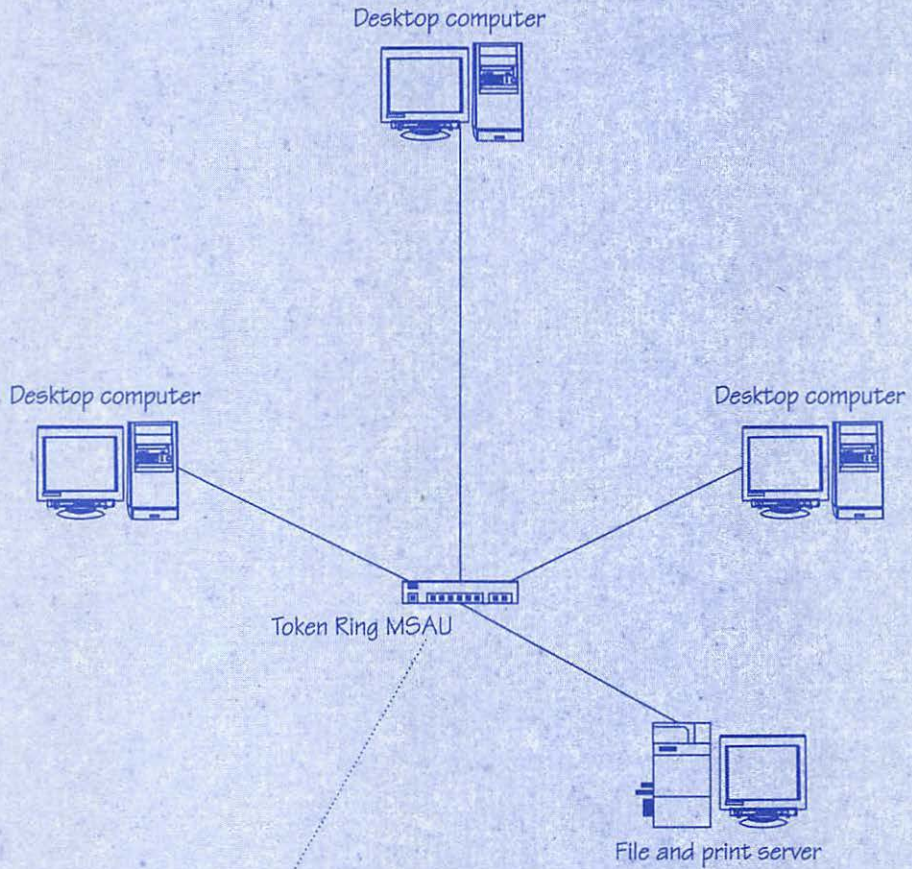 Desktop computer
Desktop computer
Desktop computer
Token Ring MSAU
File and print server